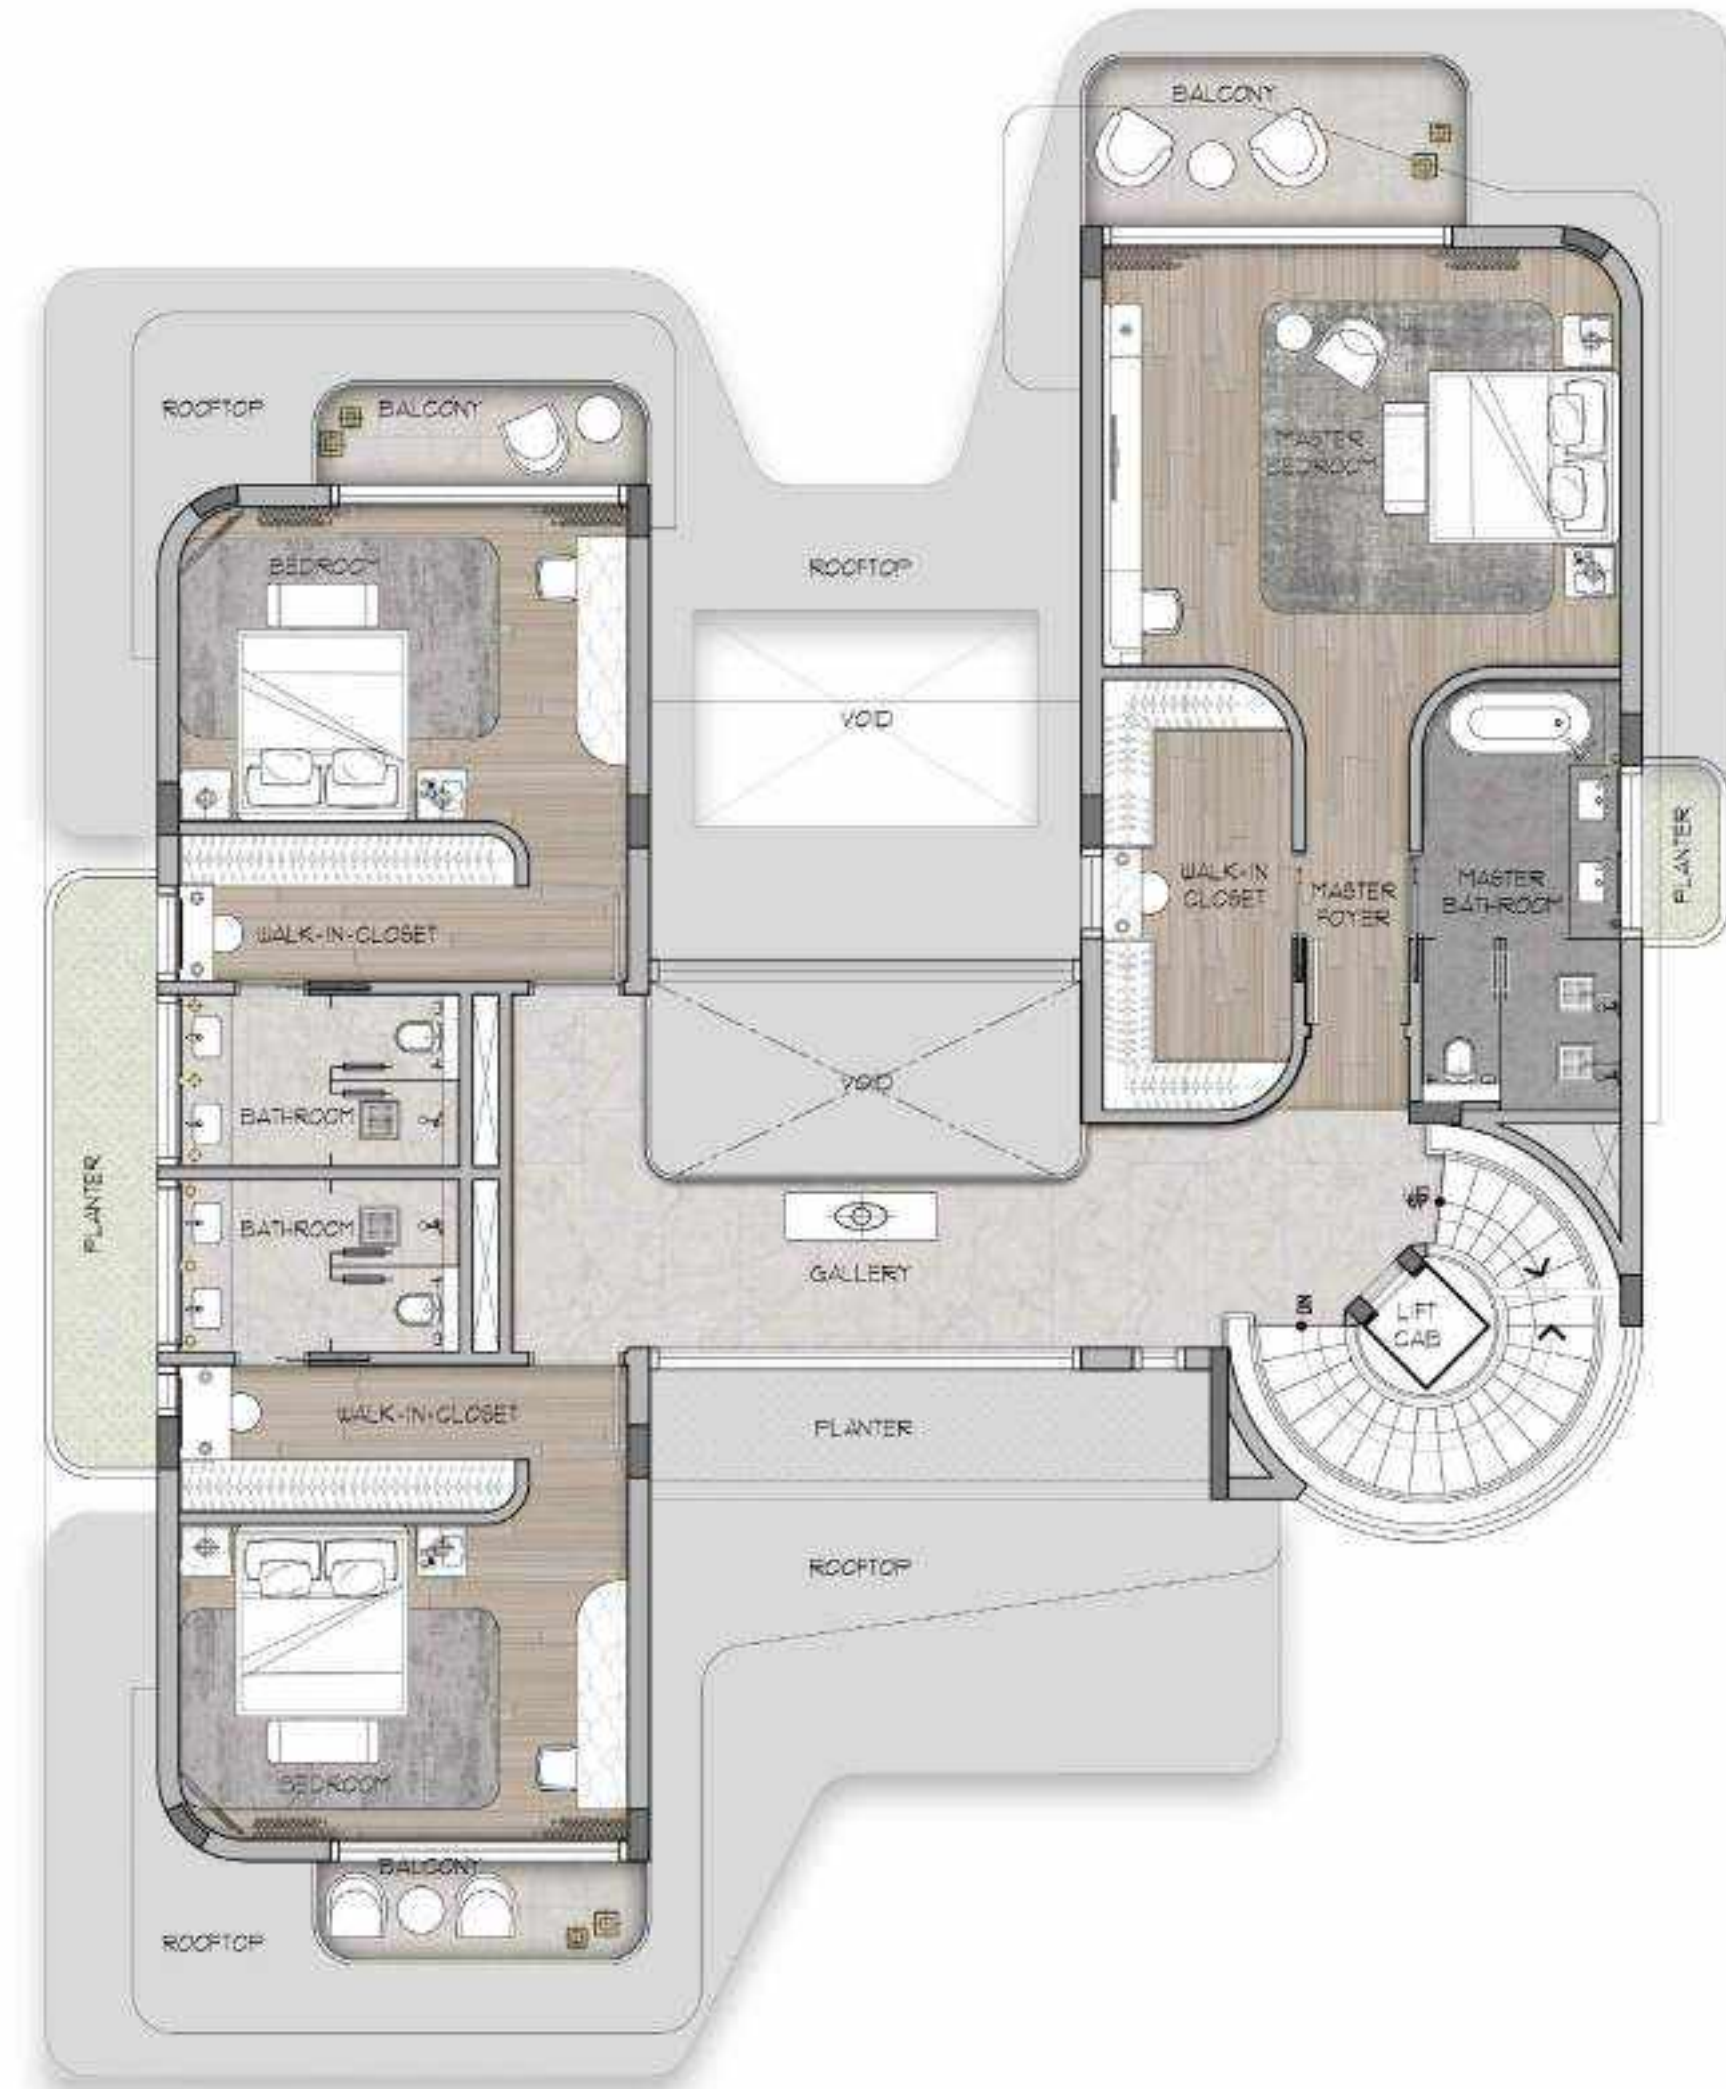 BALCONY
ROOFTOP
BALCONY
MASTER
BEDROOM
BEDROOM
ROOFTOP
VOID
WALK-IN
CLOSET
MASTER
FOYER
MASTER
BATHROOM
PLANTER
WALK-IN-CLOSET
VOID
BATHROOM
PLANTER
BATHROOM
UP
GALLERY
DN
LIFT
CAB
WALK-IN-CLOSET
PLANTER
ROOFTOP
BEDROOM
BALCONY
ROOFTOP